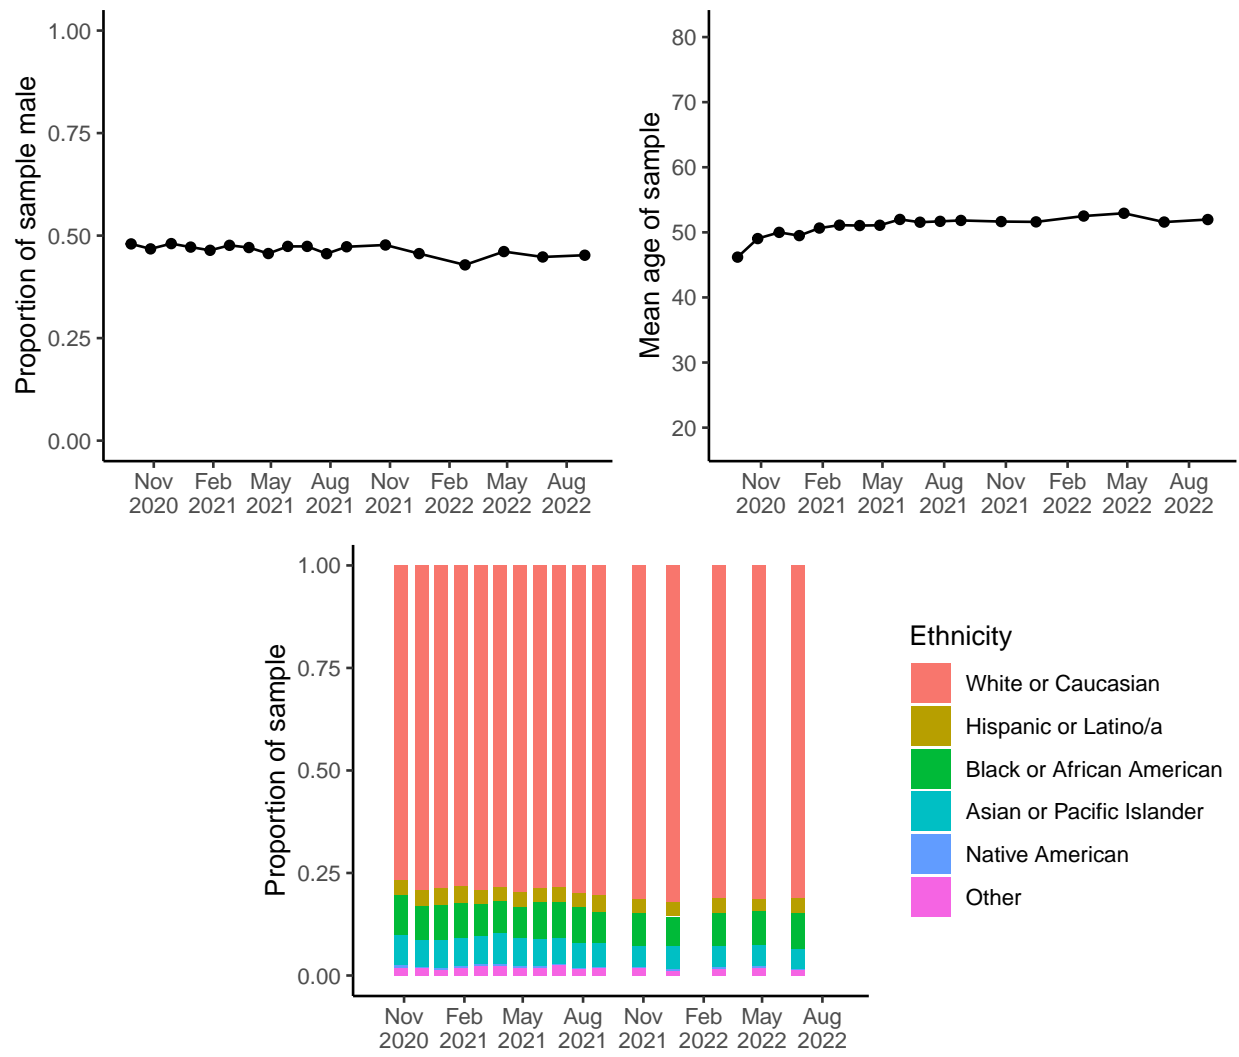 Proportion of sample male
1.00
0.75
0.50
0.25
0.00
Nov Feb May Aug Nov Feb May Aug
2020 2021 2021 2021 2021 2022 2022 2022
Mean age of sample
80
70
60
50
40
30
20
Nov Feb May Aug Nov Feb May Aug
2020 2021 2021 2021 2021 2022 2022 2022
Proportion of sample
1.00
0.75
0.50
0.25
0.00
Nov Feb May Aug Nov Feb May Aug
2020 2021 2021 2021 2021 2022 2022 2022
Ethnicity
White or Caucasian
Hispanic or Latino/a
Black or African American
Asian or Pacific Islander
Native American
Other